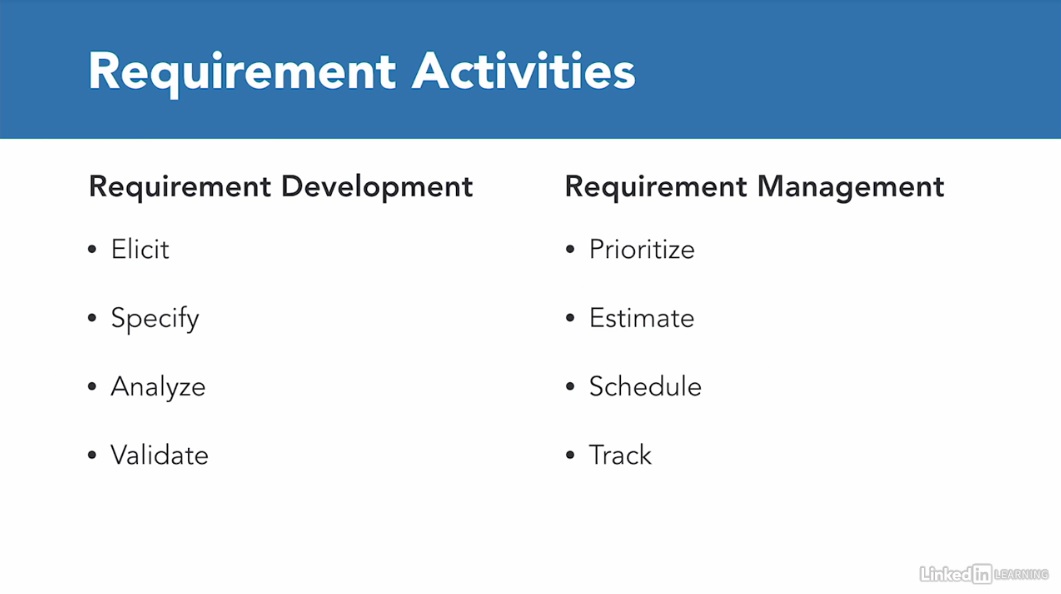 Requirement Activities
Requirement Development
• Elicit
• Specify
• Analyze
• Validate
Requirement Management
• Prioritize
• Estimate
• Schedule
• Track
Linked in LEARNING